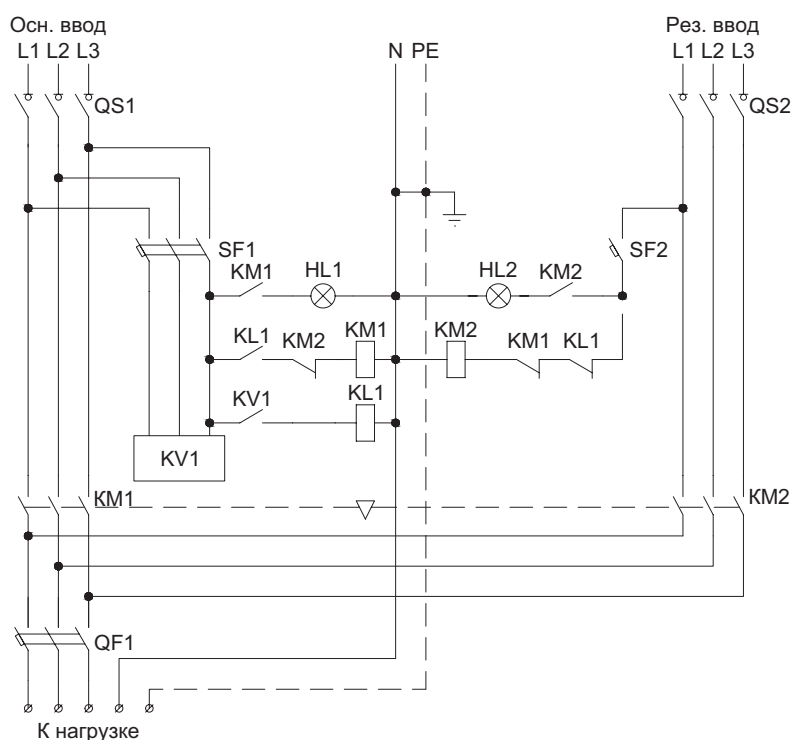 Осн. ввод
Рез. ввод
L1 L2 L3
N PE
L1 L2 L3
QS1
QS2
SF1
SF2
KM1
HL1
HL2
KM2
KL1
KM2
KM1
KM2
KM1
KL1
KV1
KL1
KV1
KM1
KM2
QF1
К нагрузке